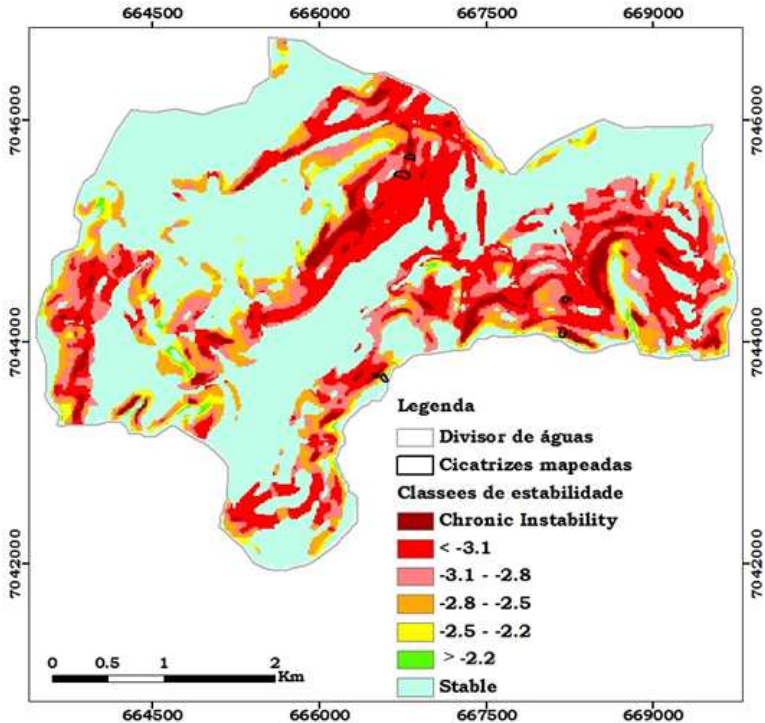 664500 666000 667500 669000
7046000 7046000
7044000 7044000
Legenda
Divisor de águas
Cicatrizes mapeadas
Classees de estabilidade
Chronic Instability
< -3.1
-3.1 - -2.8
-2.8 - -2.5
-2.5 - -2.2
> -2.2
Stable
7042000 7042000
0 0.5 1 2
Km
664500 666000 667500 669000